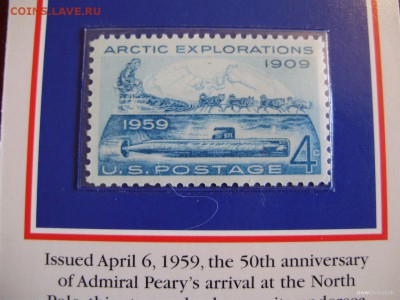 COINS.LAVE.RU
ARCTIC EXPLORATIONS
1909
1959
4c
U.S. POSTAGE
Issued April 6, 1959, the 50th anniversary
of Admiral Peary's arrival at the North